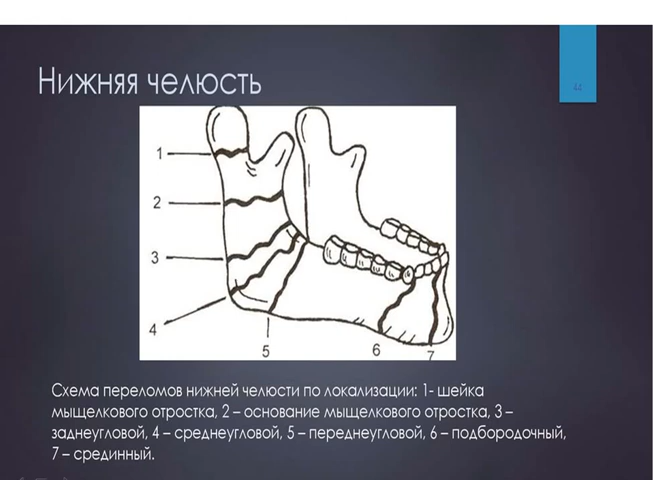 44
Нижняя челюсть
1
2
3
4
5
6
7
Схема переломов нижней челюсти по локализации: 1- шейка
мыщелкового отростка, 2 – основание мыщелкового отростка, 3 –
заднеугловой, 4 – среднеугловой, 5 – переднеугловой, 6 – подбородочный,
7 – срединный.